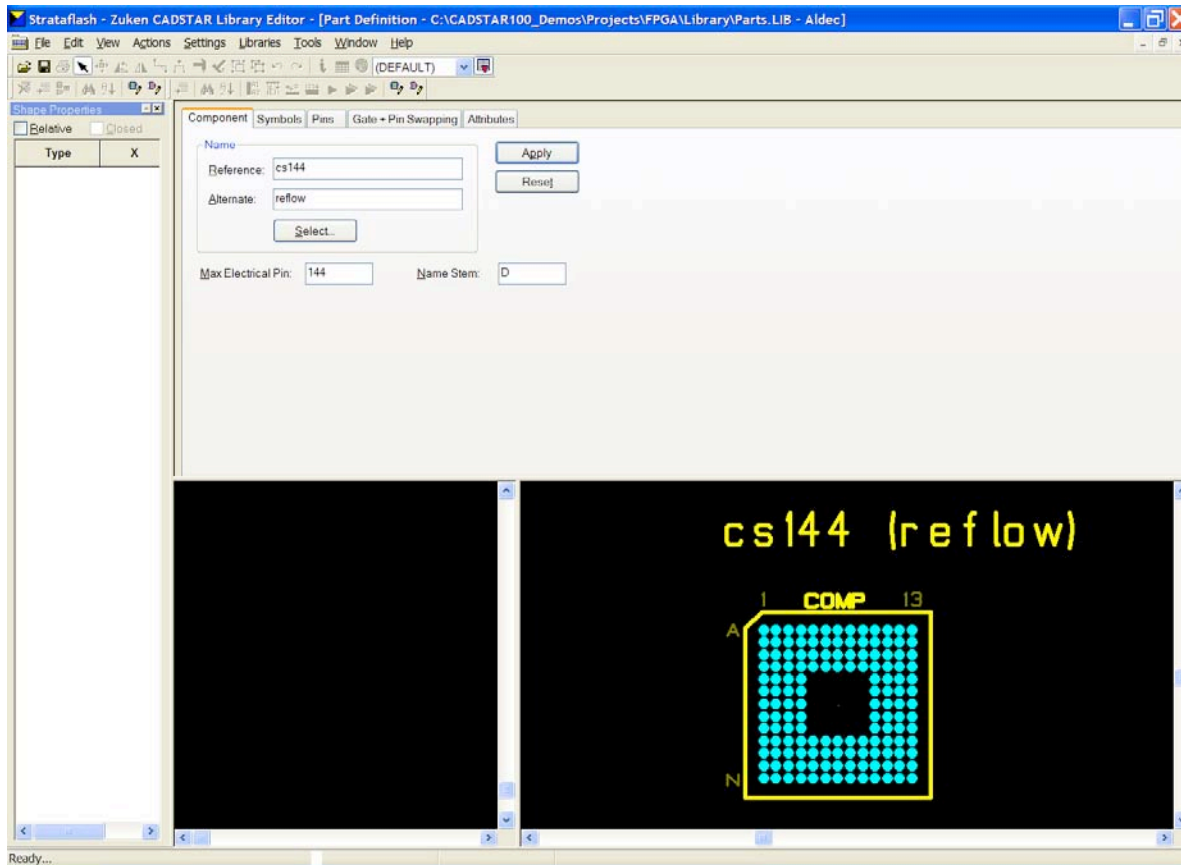 Strataflash - Zuken CADSTAR Library Editor - [Part Definition - C:\CADSTAR100_Demos\Projects\FPGA\Library\Parts.LIB - Aldec]
File Edit View Actions Settings Libraries Tools Window Help
(DEFAULT)
Shape Properties
Relative Closed
Type X
Component Symbols Pins Gate + Pin Swapping Attributes
Name
Reference: cs144
Alternate: reflow
Select..
Apply
Reset
Max Electrical Pin: 144 Name Stem: D
cs144 (reflow)
1 COMP 13
A
N
Ready...